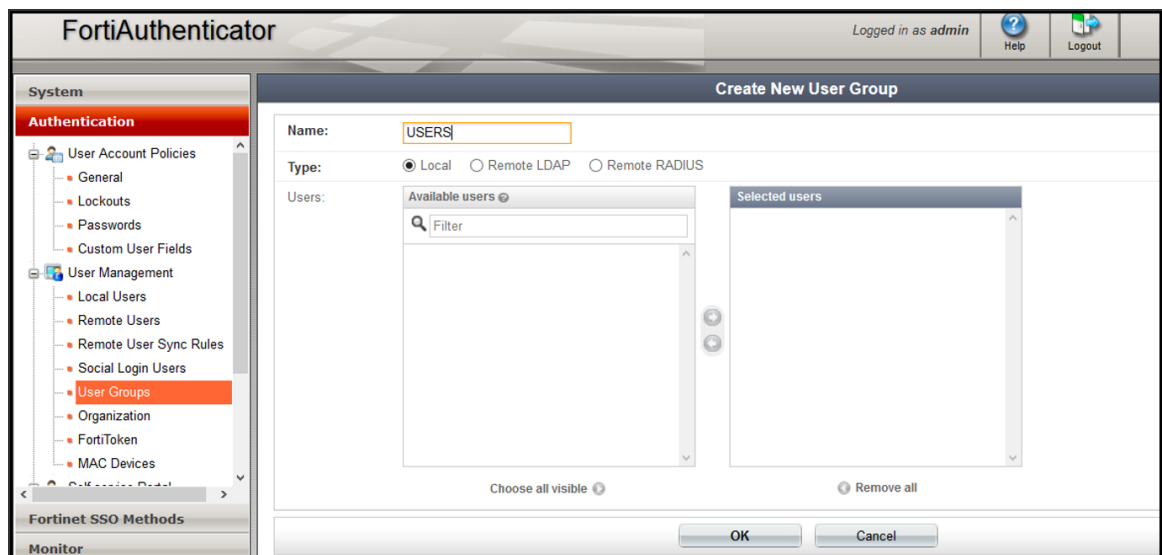 FortiAuthenticator
Logged in as admin
Help
Logout
System
Authentication
User Account Policies
General
Lockouts
Passwords
Custom User Fields
User Management
Local Users
Remote Users
Remote User Sync Rules
Social Login Users
User Groups
Organization
FortiToken
MAC Devices
Fortinet SSO Methods
Monitor
Create New User Group
Name: USERS
Type: Local Remote LDAP Remote RADIUS
Users: Available users Selected users
Filter
Choose all visible Remove all
OK Cancel